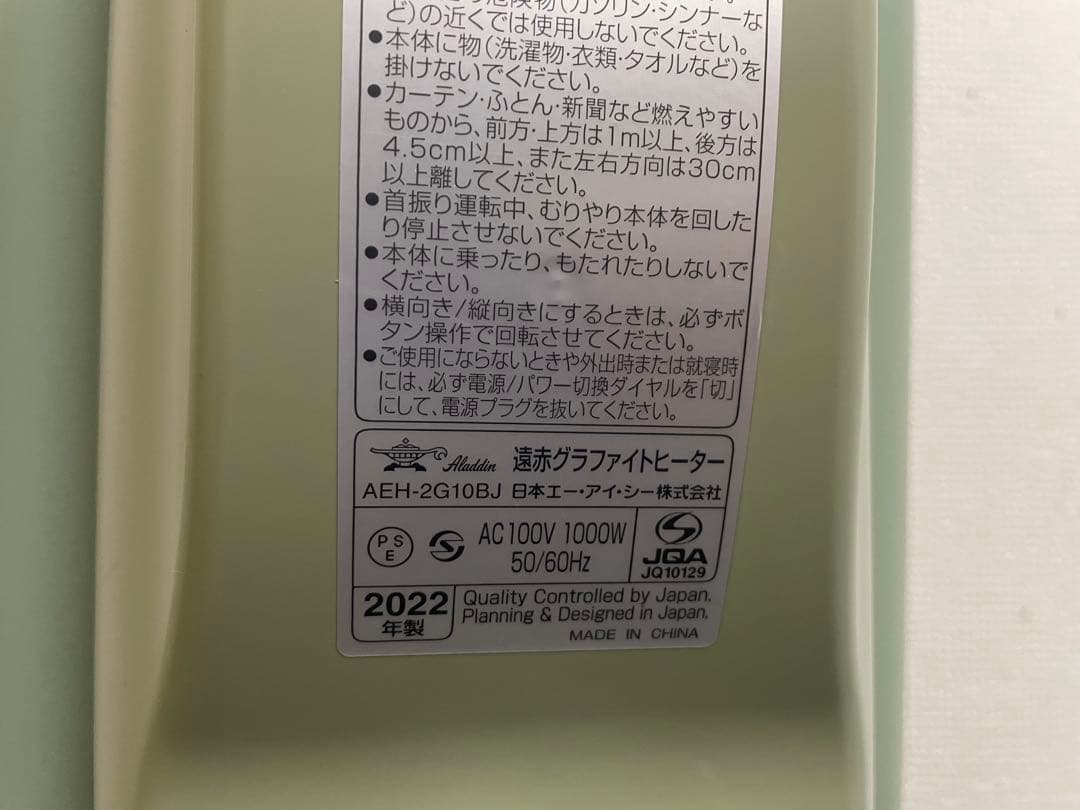 危険物(ガソリン・シンナーな
ど)の近くでは使用しないでください。
●本体に物(洗濯物・衣類・タオルなど)を
掛けないでください。
●カーテン・ふとん・新聞など燃えやすい
ものから、前方・上方は1m以上、後方は
4.5cm以上、また左右方向は30cm
以上離してください。
●首振り運転中、むりやり本体を回した
り停止させないでください。
●本体に乗ったり、もたれたりしないで
ください。
●横向き/縦向きにするときは、必ずボ
タン操作で回転させてください。
●ご使用にならないときや外出時または就寝時
には、必ず電源/パワー切換ダイヤルを「切」
にして、電源プラグを抜いてください。
Aladdin 遠赤グラファイトヒーター
AEH-2G10BJ 日本エー・アイ・シー株式会社
PSE AC100V 1000W
50/60Hz
JQA
JQ10129
2022
年製
Quality Controlled by Japan.
Planning & Designed in Japan.
MADE IN CHINA